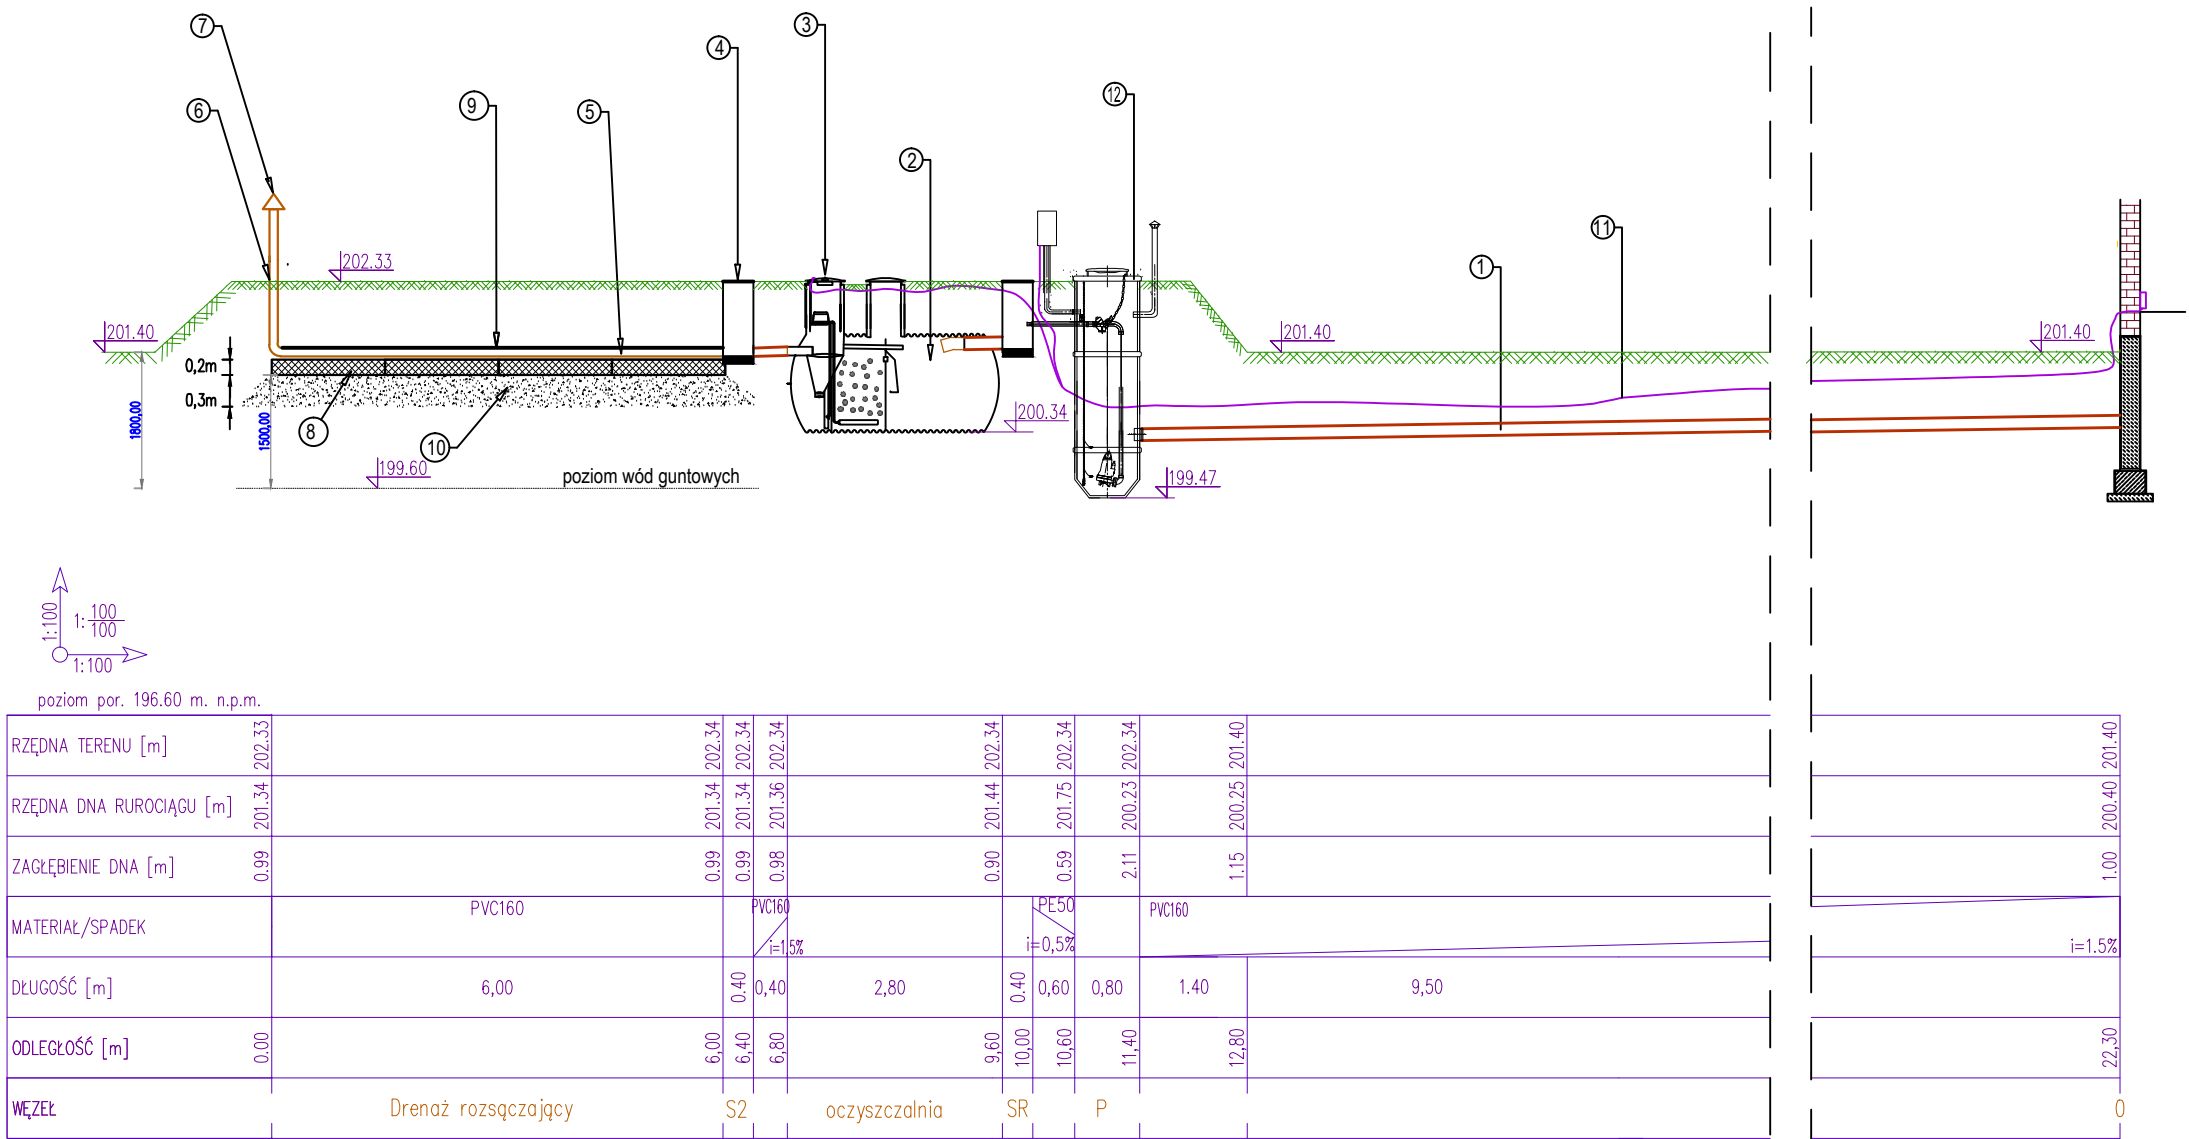 7
3
4
12
9
6
5
2
11
1
202.33
201.40
0,2m
0,3m
1800,00
1500,00
8
10
199.60
poziom wód guntowych
200.34
199.47
201.40
201.40
1:100
1: 100/100
1:100
poziom por. 196.60 m. n.p.m.
RZĘDNA TERENU [m] 202.33 202.34 202.34 202.34 202.34 202.34 202.34 201.40 201.40
RZĘDNA DNA RUROCIĄGU [m] 201.34 201.34 201.34 201.36 201.44 201.75 200.23 200.25 200.40
ZAGŁĘBIENIE DNA [m] 0.99 0.99 0.99 0.98 0.90 0.59 2.11 1.15 1.00
MATERIAŁ/SPADEK PVC160 PVC160 i=1.5% PE50 i=0,5% PVC160 i=1.5%
DŁUGOŚĆ [m] 6,00 0.40 0,40 2,80 0.40 0,60 0,80 1.40 9,50
ODLEGŁOŚĆ [m] 0.00 6,00 6,40 6,80 9,60 10,00 10,60 11,40 12,80 22,30
WĘZEŁ Drenaż rozsączający S2 oczyszczalnia SR P 0